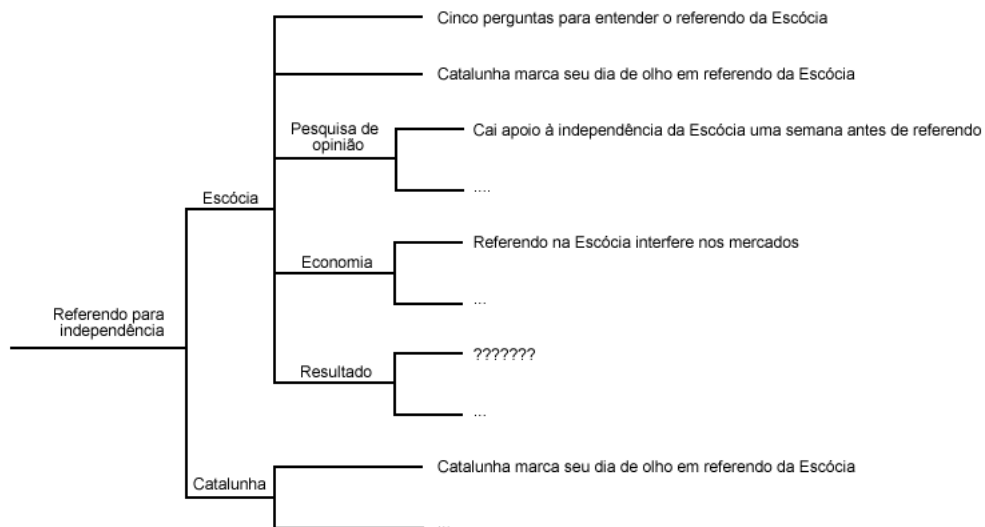 Cinco perguntas para entender o referendo da Escócia
Catalunha marca seu dia de olho em referendo da Escócia
Pesquisa de
opinião
Cai apoio à independência da Escócia uma semana antes de referendo
....
Escócia
Referendo na Escócia interfere nos mercados
Economia
...
Referendo para
independência
???????
Resultado
...
Catalunha marca seu dia de olho em referendo da Escócia
Catalunha
...